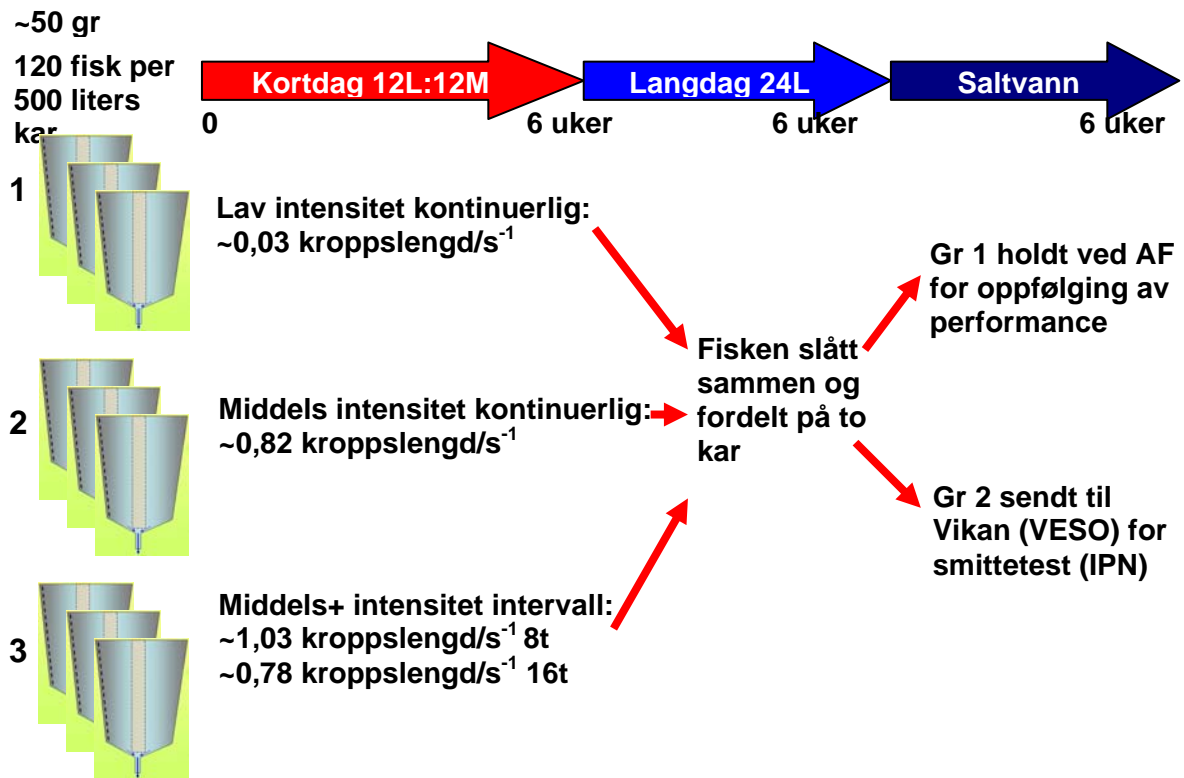 ~50 gr
120 fisk per
500 liters
kar
Kortdag 12L:12M
Langdag 24L
Saltvann
0
6 uker
6 uker
6 uker
1
Lav intensitet kontinuerlig:
~0,03 kroppslengd/s⁻¹
2
Middels intensitet kontinuerlig:
~0,82 kroppslengd/s⁻¹
3
Middels+ intensitet intervall:
~1,03 kroppslengd/s⁻¹ 8t
~0,78 kroppslengd/s⁻¹ 16t
Fisken slått
sammen og
fordelt på to
kar
Gr 1 holdt ved AF
for oppfølging av
performance
Gr 2 sendt til
Vikan (VESO) for
smittetest (IPN)